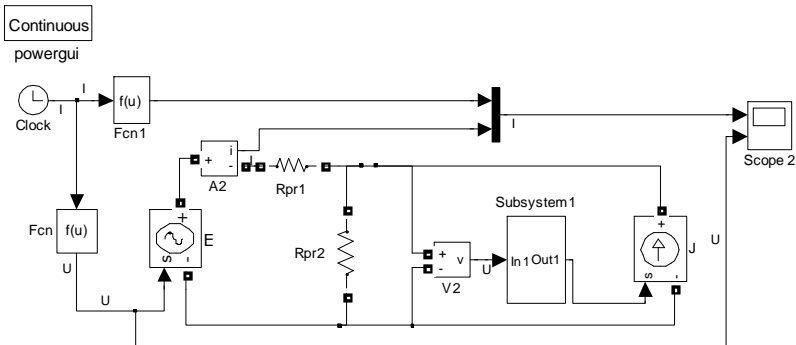 Continuous
powergui
Clock
I
I
f(u)
Fcn1
I
Scope 2
+
i
-
I
A2
Rpr1
Fcn
f(u)
U
U
+
s
-
E
Rpr2
+
-
v
V2
U
Subsystem1
In1 Out1
+
s
-
J
U